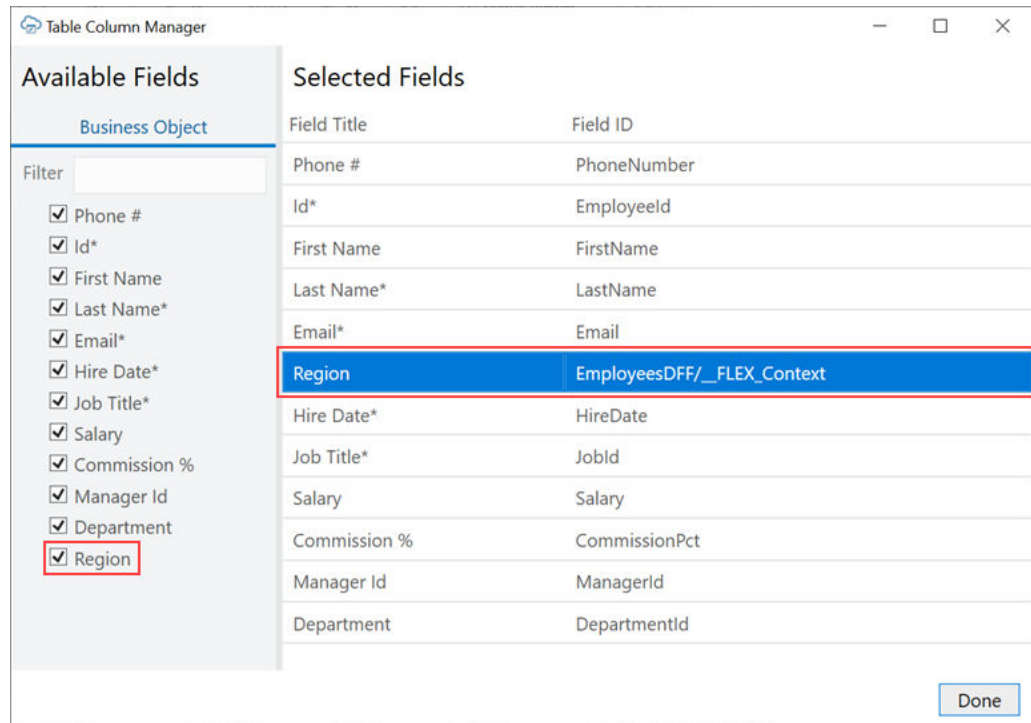 Table Column Manager
Available Fields
Business Object
Filter
Phone #
Id*
First Name
Last Name*
Email*
Hire Date*
Job Title*
Salary
Commission %
Manager Id
Department
Region
Selected Fields
Field Title Field ID
Phone # PhoneNumber
Id* EmployeeId
First Name FirstName
Last Name* LastName
Email* Email
Region EmployeesDFF/__FLEX_Context
Hire Date* HireDate
Job Title* JobId
Salary Salary
Commission % CommissionPct
Manager Id ManagerId
Department DepartmentId
Done